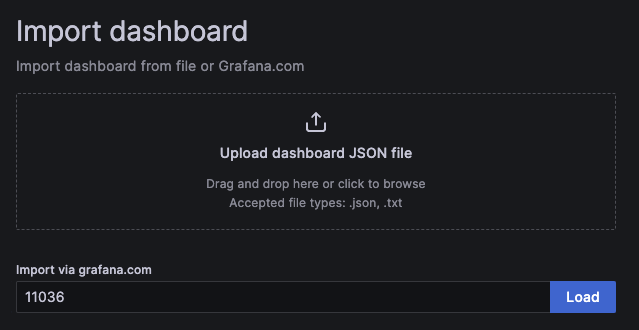 Import dashboard
Import dashboard from file or Grafana.com
Upload dashboard JSON file
Drag and drop here or click to browse
Accepted file types: .json, .txt
Import via grafana.com
11036
Load